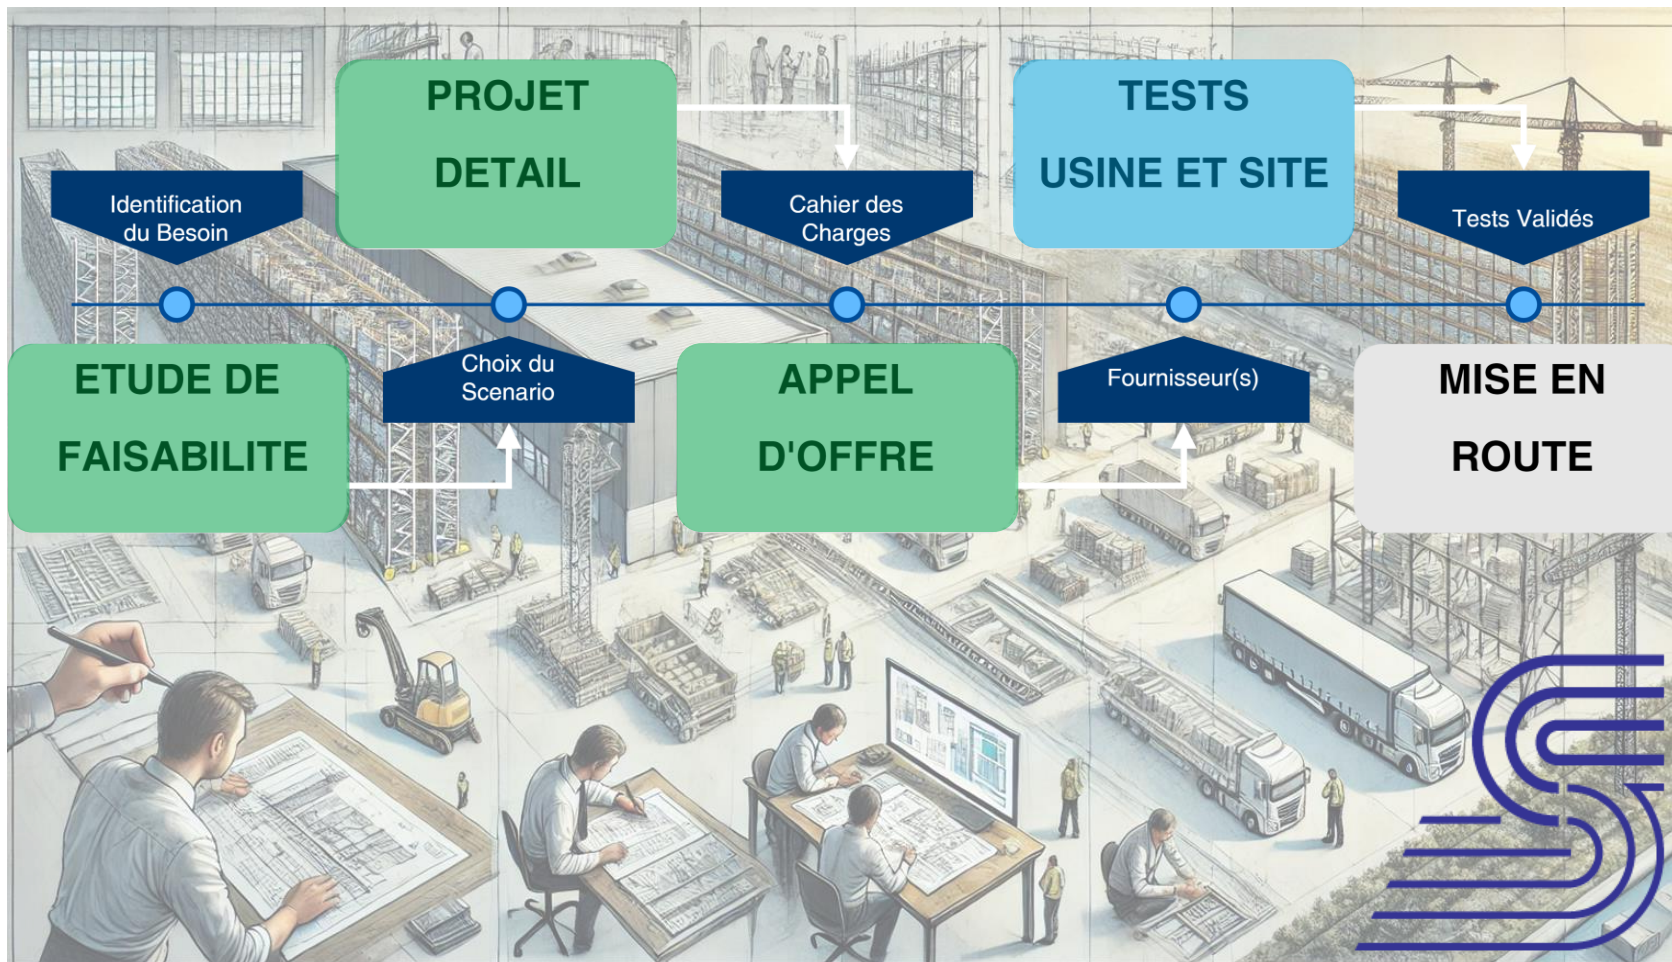 PROJET
DETAIL
TESTS
USINE ET SITE
Identification
du Besoin
Cahier des
Charges
Tests Validés
ETUDE DE
FAISABILITE
Choix du
Scenario
APPEL
D'OFFRE
Fournisseur(s)
MISE EN
ROUTE